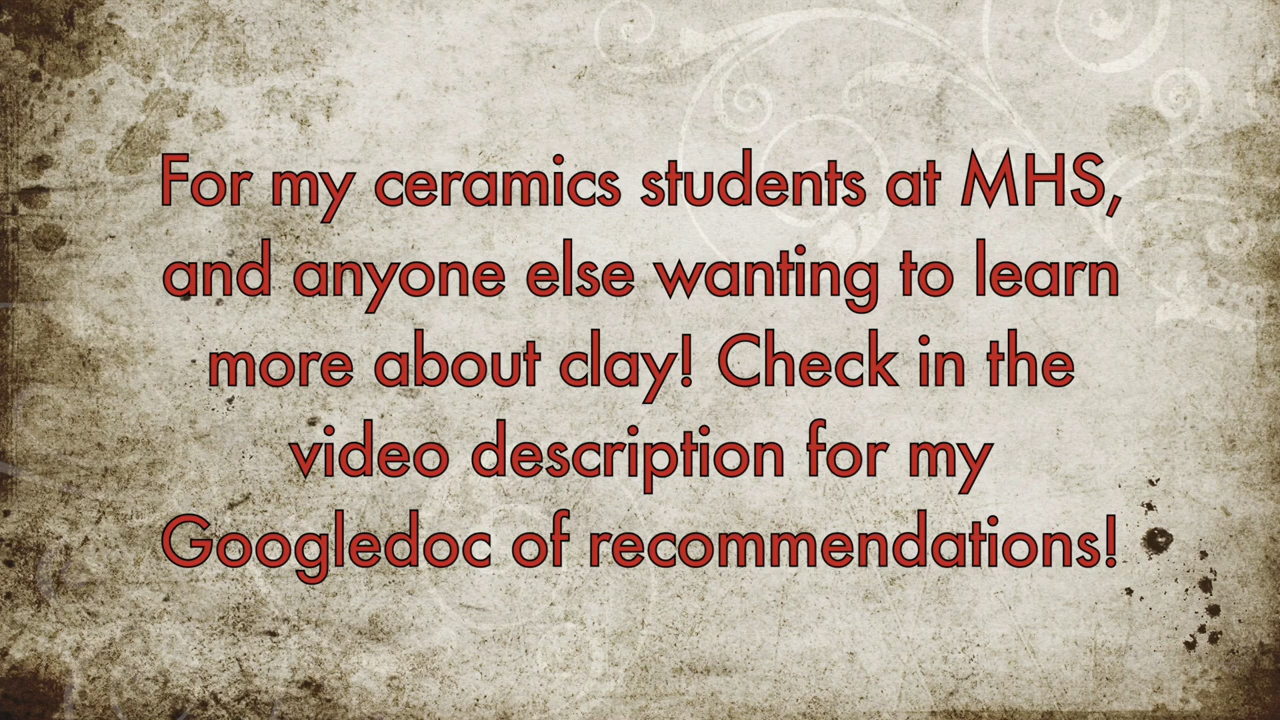 For my ceramics students at MHS,
and anyone else wanting to learn
more about clay! Check in the
video description for my
Googledoc of recommendations!